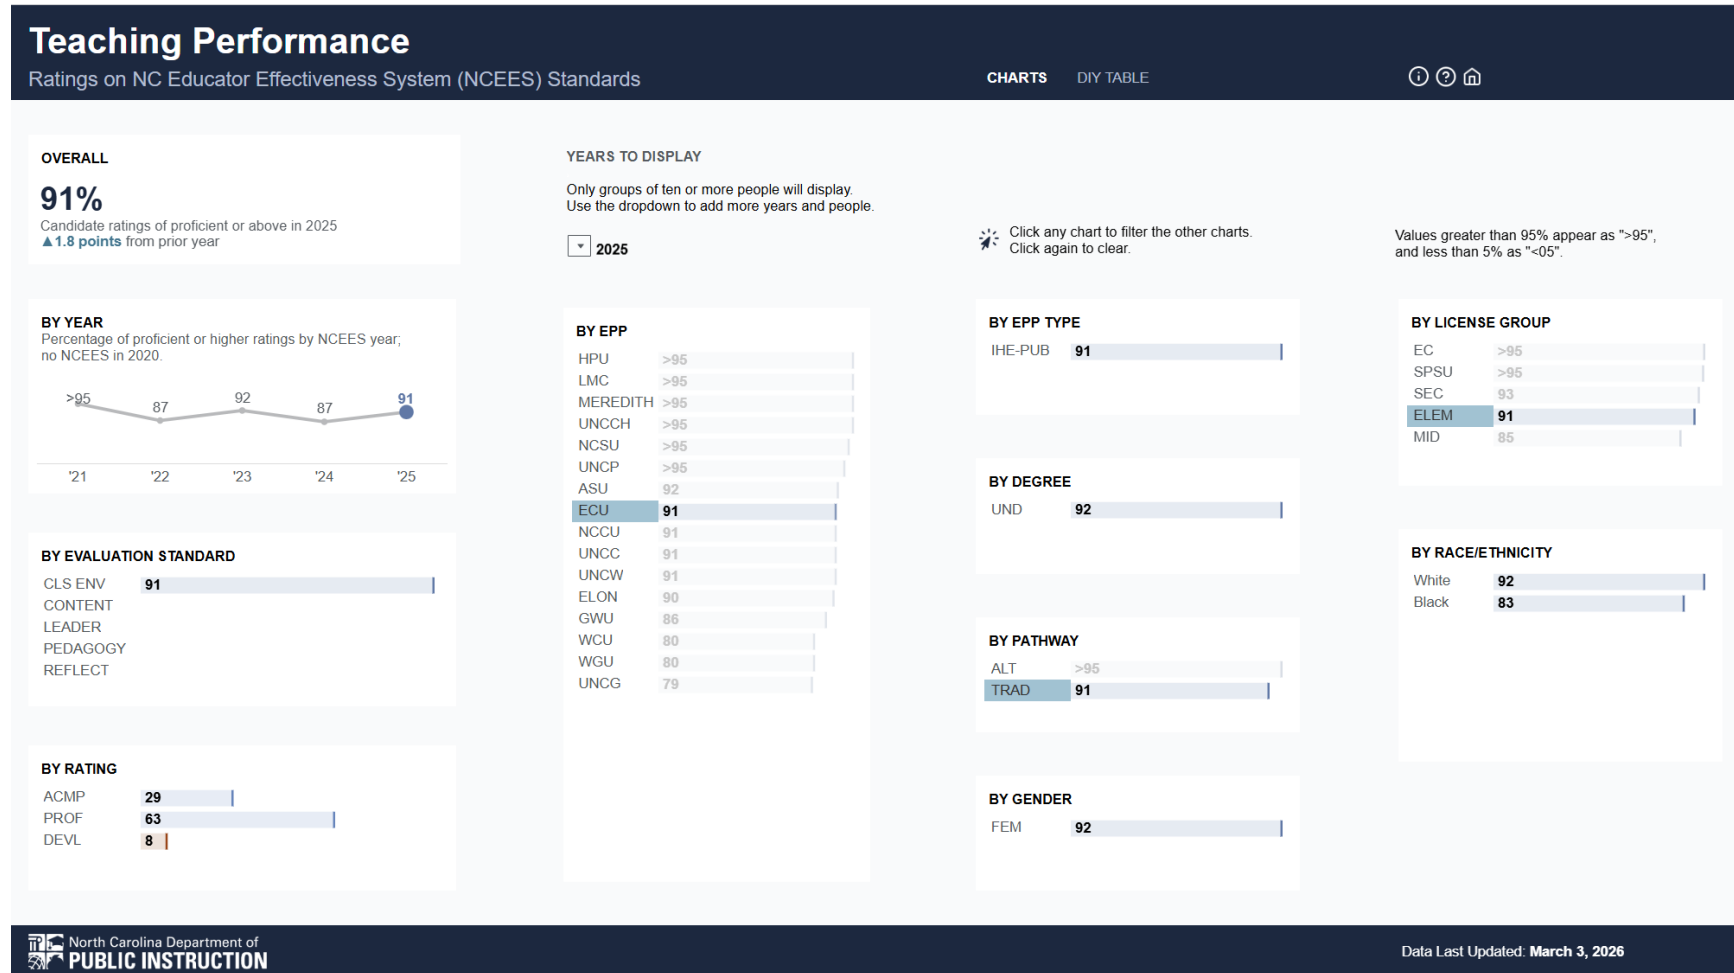 Teaching Performance
Ratings on NC Educator Effectiveness System (NCEES) Standards
CHARTS
DIY TABLE
OVERALL
91%
Candidate ratings of proficient or above in 2025
▲1.8 points from prior year
YEARS TO DISPLAY
Only groups of ten or more people will display.
Use the dropdown to add more years and people.
2025
Click any chart to filter the other charts.
Click again to clear.
Values greater than 95% appear as ">95",
and less than 5% as "<05".
BY YEAR
Percentage of proficient or higher ratings by NCEES year;
no NCEES in 2020.
>95 87 92 87 91
'21 '22 '23 '24 '25
BY EVALUATION STANDARD
CLS ENV 91
CONTENT
LEADER
PEDAGOGY
REFLECT
BY RATING
ACMP 29
PROF 63
DEVL 8
BY EPP
HPU >95
LMC >95
MEREDITH >95
UNCCH >95
NCSU >95
UNCP >95
ASU 92
ECU 91
NCCU 91
UNCC 91
UNCW 91
ELON 90
GWU 86
WCU 80
WGU 80
UNCG 79
BY EPP TYPE
IHE-PUB 91
BY DEGREE
UND 92
BY PATHWAY
ALT >95
TRAD 91
BY GENDER
FEM 92
BY LICENSE GROUP
EC >95
SPSU >95
SEC 93
ELEM 91
MID 85
BY RACE/ETHNICITY
White 92
Black 83
North Carolina Department of
PUBLIC INSTRUCTION
Data Last Updated: March 3, 2026